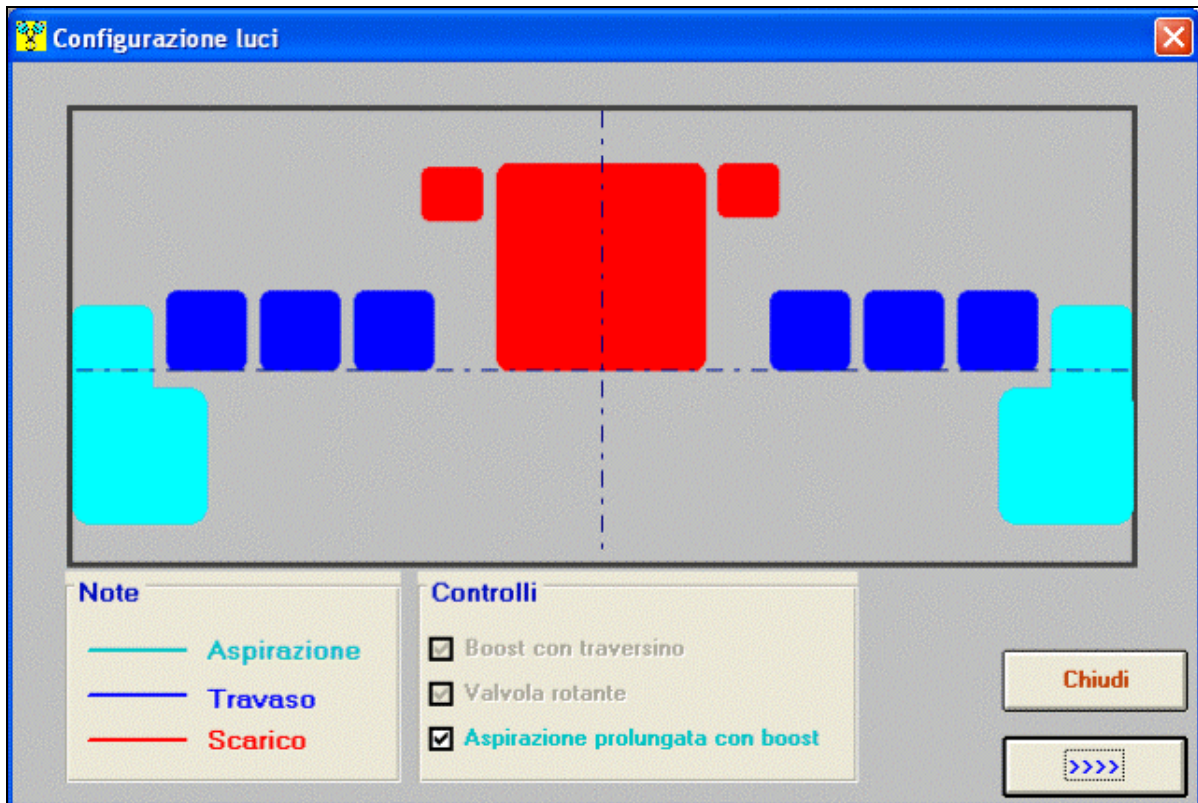 Configurazione luci
Note
Aspirazione
Travaso
Scarico
Controlli
Boost con traversino
Valvola rotante
Aspirazione prolungata con boost
Chiudi
>>>>